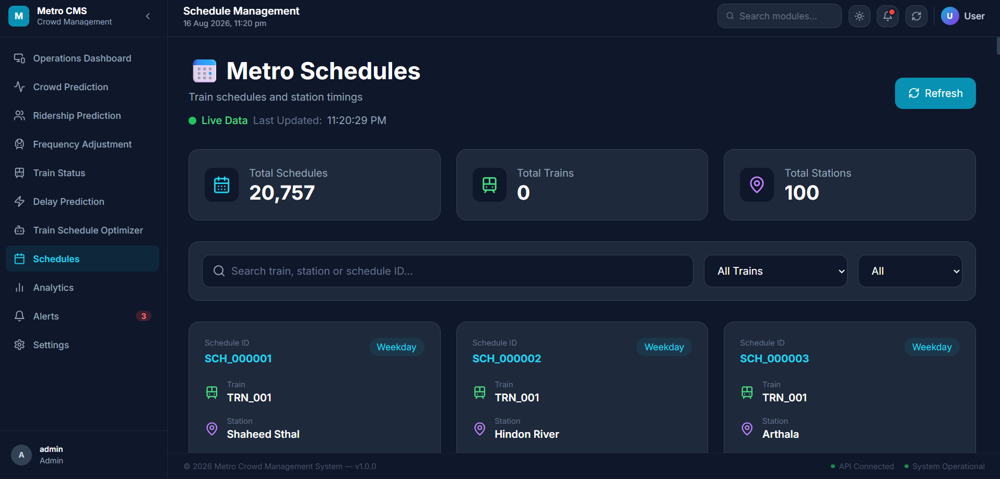 M
Metro CMS
Crowd Management
Operations Dashboard
Crowd Prediction
Ridership Prediction
Frequency Adjustment
Train Status
Delay Prediction
Train Schedule Optimizer
Schedules
Analytics
Alerts
3
Settings
A
admin
Admin
Schedule Management
16 Aug 2026, 11:20 pm
Search modules...
U
User
Metro Schedules
Train schedules and station timings
Live Data Last Updated: 11:20:29 PM
Refresh
Total Schedules
20,757
Total Trains
0
Total Stations
100
Search train, station or schedule ID...
All Trains
All
Schedule ID
SCH_000001
Weekday
Train
TRN_001
Station
Shaheed Sthal
Schedule ID
SCH_000002
Weekday
Train
TRN_001
Station
Hindon River
Schedule ID
SCH_000003
Weekday
Train
TRN_001
Station
Arthala
© 2026 Metro Crowd Management System — v1.0.0
API Connected
System Operational